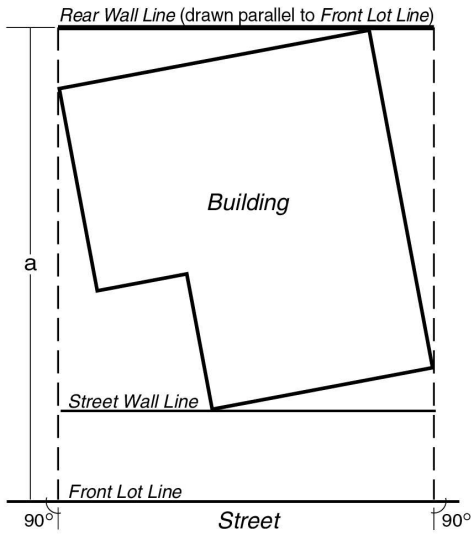 Rear Wall Line (drawn parallel to Front Lot Line)
Building
a
Street Wall Line
Front Lot Line
90° Street 90°